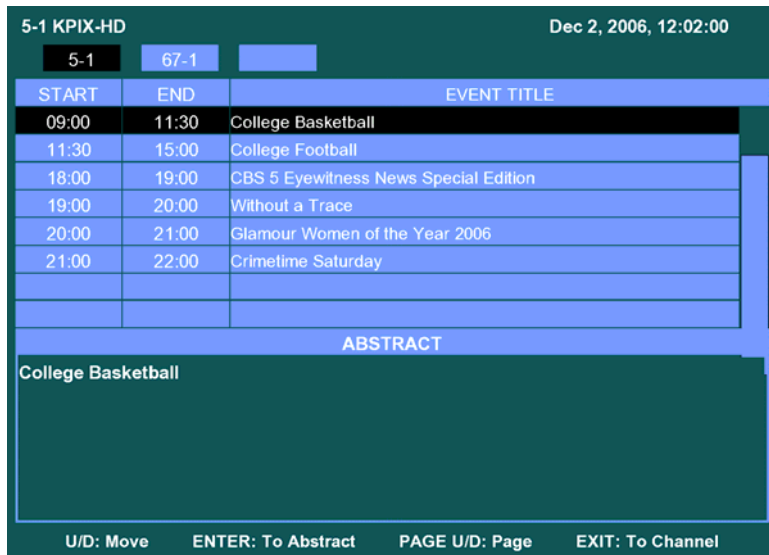 5-1 KPIX-HD Dec 2, 2006, 12:02:00
5-1 67-1
START END EVENT TITLE
09:00 11:30 College Basketball
11:30 15:00 College Football
18:00 19:00 CBS 5 Eyewitness News Special Edition
19:00 20:00 Without a Trace
20:00 21:00 Glamour Women of the Year 2006
21:00 22:00 Crimetime Saturday
ABSTRACT
College Basketball
U/D: Move ENTER: To Abstract PAGE U/D: Page EXIT: To Channel